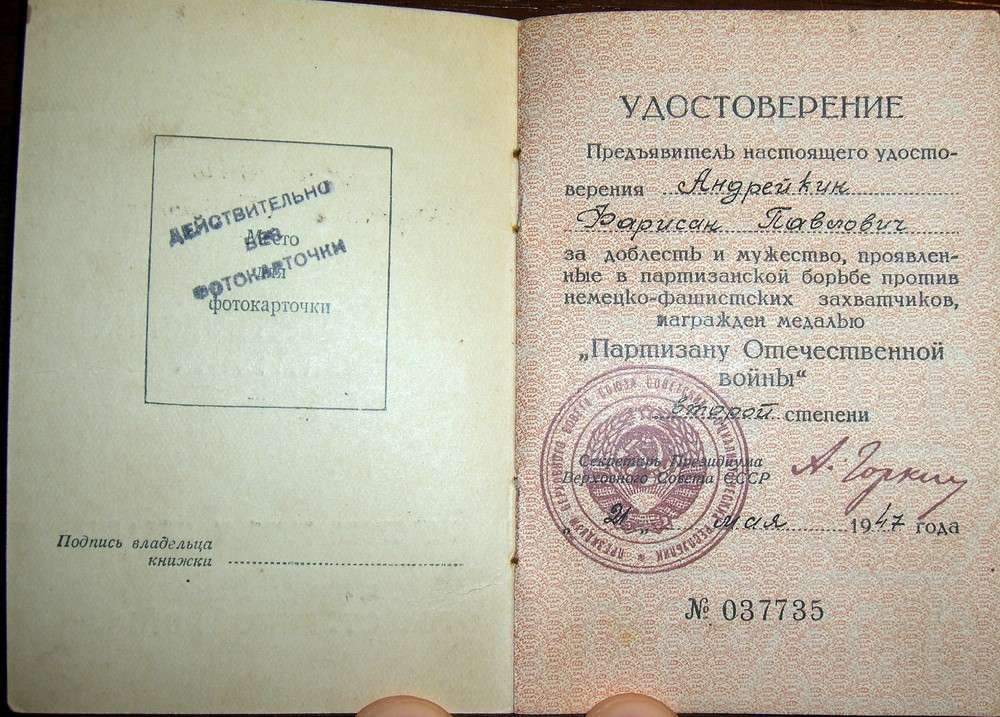 ДЕЙСТВИТЕЛЬНО
БЕЗ
ФОТОКАРТОЧКИ
Место
для
фотокарточки
Подпись владельца
книжки
УДОСТОВЕРЕНИЕ
Предъявитель настоящего удосто-
верения Андрейкин
Фарисан Павлович
за доблесть и мужество, проявлен-
ные в партизанской борьбе против
немецко-фашистских захватчиков,
награжден медалью
„Партизану Отечественной
войны“
второй степени
Секретарь Президиума
Верховного Совета СССР
А. Горкин
21 мая 1947 года
№ 037735